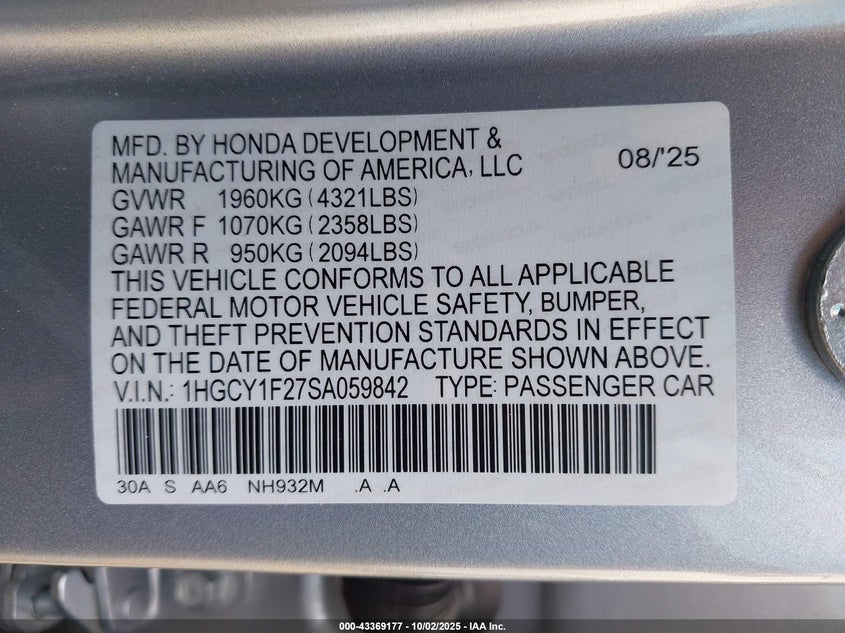 MFD. BY HONDA DEVELOPMENT &
MANUFACTURING OF AMERICA, LLC 08/'25
GVWR 1960KG (4321LBS)
GAWR F 1070KG (2358LBS)
GAWR R 950KG (2094LBS)
THIS VEHICLE CONFORMS TO ALL APPLICABLE
FEDERAL MOTOR VEHICLE SAFETY, BUMPER,
AND THEFT PREVENTION STANDARDS IN EFFECT
ON THE DATE OF MANUFACTURE SHOWN ABOVE.
V.I.N.: 1HGCY1F27SA059842 TYPE: PASSENGER CAR
30A S AA6 NH932M .A .A
000-43369177 - 10/02/2025 - IAA Inc.